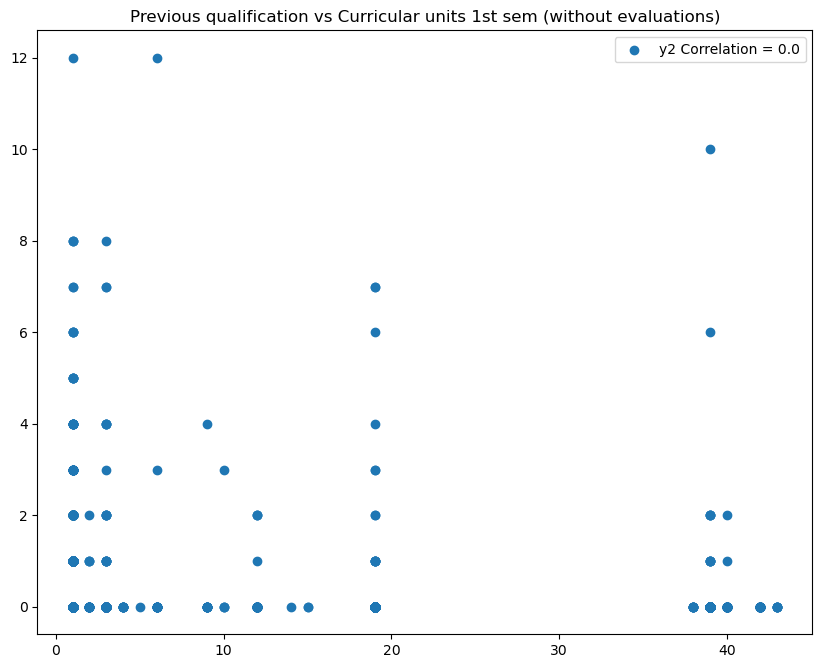 Previous qualification vs Curricular units 1st sem (without evaluations)
y2 Correlation = 0.0
12
10
8
6
4
2
0
0 10 20 30 40